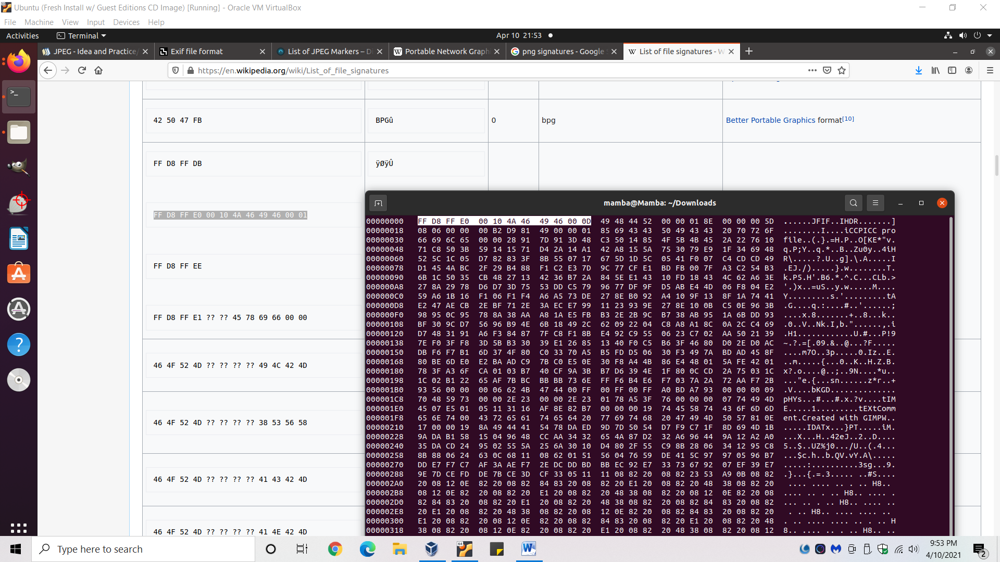 Ubuntu (Fresh Install w/ Guest Editions CD Image) [Running] - Oracle VM VirtualBox
File Machine View Input Devices Help
Activities Terminal Apr 10 21:53
JPEG - Idea and Practice/ Exif file format List of JPEG Markers – D Portable Network Graph png signatures - Google S List of file signatures - W
https://en.wikipedia.org/wiki/List_of_file_signatures
42 50 47 FB BPGû 0 bpg Better Portable Graphics format[10]
FF D8 FF DB ÿØÿÛ
FF D8 FF E0 00 10 4A 46 49 46 00 01
FF D8 FF EE
FF D8 FF E1 ?? ?? 45 78 69 66 00 00
46 4F 52 4D ?? ?? ?? ?? 49 4C 42 4D
46 4F 52 4D ?? ?? ?? ?? 38 53 56 58
46 4F 52 4D ?? ?? ?? ?? 41 43 42 4D
46 4F 52 4D ?? ?? ?? ?? 41 4E 42 4D
mamba@Mamba: ~/Downloads
00000000 FF D8 FF E0 00 10 4A 46 49 46 00 0D 49 48 44 52 00 00 01 8E 00 00 00 5D ......JFIF..IHDR.......]
00000018 08 06 00 00 00 B2 D9 81 49 00 00 01 85 69 43 43 50 49 43 43 20 70 72 6F ........I....iCCPICC pro
00000030 66 69 6C 65 00 00 28 91 7D 91 3D 48 C3 50 14 85 4F 5B 4B 45 2A 22 76 10 file..(.}.=H.P..O[KE*"v.
00000048 71 C8 50 3B 59 14 15 71 D4 2A 14 A1 42 A8 15 5A 75 30 79 E9 1F 34 69 48 q.P;Y..q.*..B..Zu0y..4iH
00000060 52 5C 1C 05 D7 82 83 3F 8B 55 07 17 67 5D 1D 5C 05 41 F0 07 C4 CD CD 49 R\.....?.U..g].\.A.....I
00000078 D1 45 4A BC 2F 29 B4 88 F1 C2 E3 7D 9C 77 CF E1 BD FB 00 7F A3 C2 54 B3 .EJ./).....}.w........T.
00000090 6B 1C 50 35 CB 48 27 13 42 36 B7 2A 84 5E E1 43 10 FD 18 43 4C 62 A6 3E k.P5.H'.B6.*.^.C...CLb.>
000000A8 27 8A 29 78 D6 D7 3D 75 53 DD C5 79 96 77 DF 9F D5 AB E4 4D 06 F8 04 E2 '.)x..=uS..y.w.....M....
000000C0 59 A6 1B 16 F1 06 F1 F4 A6 A5 73 DE 27 8E B0 92 A4 10 9F 13 8F 1A 74 41 Y.........s.'.........tA
000000D8 E2 47 AE CB 2E BF 71 2E 3A EC E7 99 11 23 93 9E 27 8E 10 0B C5 0E 96 3B .G....q.:....#..'......;
000000F0 98 95 0C 95 78 8A 38 AA A8 1A E5 FB B3 2E 2B 9C B7 38 AB 95 1A 6B DD 93 ....x.8.......+..8...k..
00000108 BF 30 9C D7 56 96 B9 4E 6B 18 49 2C 62 09 22 04 C8 A8 A1 8C 0A 2C C4 69 .0..V..Nk.I,b."......,.i
00000120 D7 48 31 91 A6 F3 84 87 7F C8 F1 8B E4 92 C9 55 06 23 C7 02 AA 50 21 39 .H1............U.#...P!9
00000138 7E F0 3F F8 3D 5B B3 30 39 E1 26 85 13 40 F0 C5 B6 3F 46 80 D0 2E D0 AC ~.?.=[.09.&..@...?F.....
00000150 DB F6 F7 B1 6D 37 4F 80 C0 33 70 A5 B5 FD D5 06 30 F3 49 7A BD AD 45 8F ....m7O..3p.....0.Iz..E.
00000168 80 BE 6D E0 E2 BA AD C9 7B C0 E5 0E 30 F8 A4 4B 86 E4 48 01 5A FE 42 01 ..m.....{...0..K..H.Z.B.
00000180 78 3F A3 6F CA 01 03 B7 40 CF 9A 3B B7 D6 39 4E 1F 80 0C CD 2A 75 03 1C x?.o....@..;..9N....*u..
00000198 1C 02 B1 22 65 AF 7B BC BB BB 73 6E FF F6 B4 E6 F7 03 7A 2A 72 AA F7 2B ..."e.{...sn......z*r..+
000001B0 93 56 00 00 00 06 62 4B 47 44 00 FF 00 FF 00 FF A0 BD A7 93 00 00 00 09 .V....bKGD..............
000001C8 70 48 59 73 00 00 2E 23 00 00 2E 23 01 78 A5 3F 76 00 00 00 07 74 49 4D pHYs...#...#.x.?v....tIM
000001E0 45 07 E5 01 05 11 31 16 AF 8E 82 B7 00 00 00 19 74 45 58 74 43 6F 6D 6D E.....1.........tEXtComm
000001F8 65 6E 74 00 43 72 65 61 74 65 64 20 77 69 74 68 20 47 49 4D 50 57 81 0E ent.Created with GIMPW..
00000210 17 00 00 19 8A 49 44 41 54 78 DA ED 9D 7D 50 54 D7 F9 C7 1F 8D 69 4D 1B .....IDATx...}PT.....iM.
00000228 9A DA B1 58 15 04 96 48 CC AA 34 32 65 4A 87 D2 32 A6 96 44 9A 12 A2 A0 ...X...H..42eJ..2..D....
00000240 35 DA CD 24 95 02 55 5A 25 6A 30 10 D4 80 2F 55 C9 8B 28 06 34 12 95 C8 5..$..UZ%j0.../U..(.4...
00000258 8B 88 06 24 63 0C 68 11 08 62 01 51 56 04 76 59 DE 41 5C 97 97 05 96 B7 ...$c.h..b.QV.vY.A\.....
00000270 DD E7 F7 C7 AF 3A AE F7 2E DC DD BD BB EC 92 E7 33 73 67 92 07 EF 39 E7 .....:..........3sg...9.
00000288 9E 7D CE FD DE 7B CE 3D CF 33 05 11 11 08 82 20 08 82 23 53 A9 0B 08 82 .}...{.=.3..... ..#S....
000002A0 20 08 12 0E 82 20 08 82 84 83 20 08 82 20 E1 20 08 82 20 48 38 08 82 20 .... .... .. . .. H8..
000002B8 08 12 0E 82 20 08 82 20 E1 20 08 82 20 48 38 08 82 20 08 12 0E 82 20 08 .... .. . .. H8.. .... .
000002D0 82 84 83 20 08 82 20 E1 20 08 82 20 48 38 08 82 20 08 82 84 83 20 08 82 ... .. . .. H8.. .... ..
000002E8 20 E1 20 08 82 20 48 38 08 82 20 08 12 0E 82 20 08 82 84 83 20 08 82 20 . .. H8.. .... .... ..
00000300 E1 20 08 82 20 08 12 0E 82 20 08 82 84 83 20 08 82 20 E1 20 08 82 20 48 . .. .... .... .. . .. H
00000318 38 08 82 20 08 12 0E 82 20 08 82 20 E1 20 08 82 20 48 38 08 82 20 08 12 8.. .... .. . .. H8.. ..
Type here to search
9:53 PM
4/10/2021
2